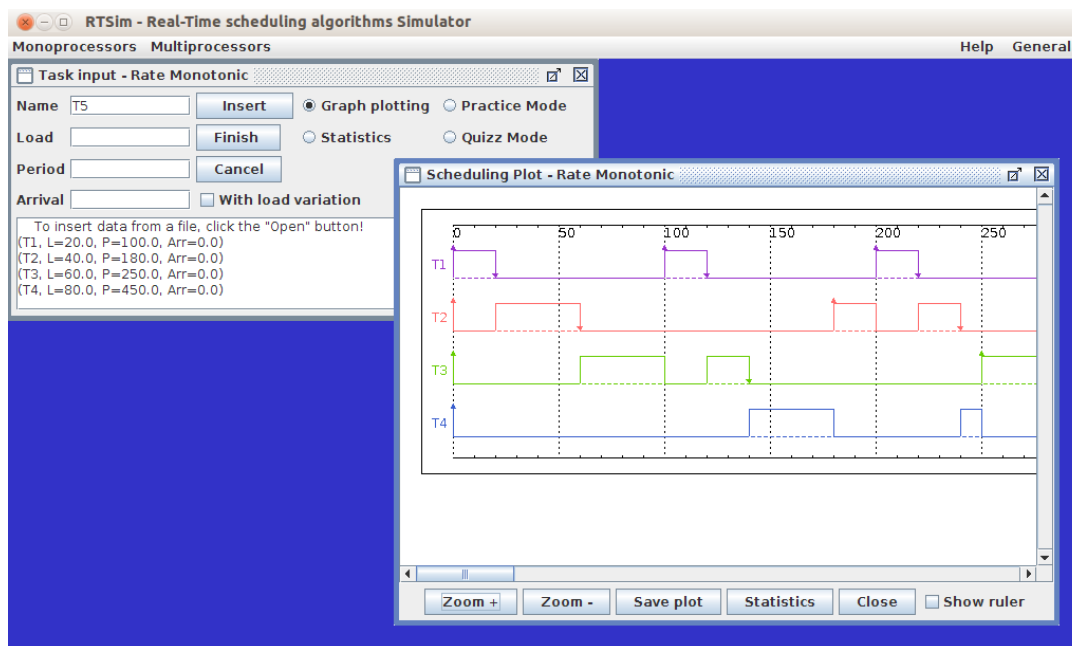 RTSim - Real-Time scheduling algorithms Simulator
Monoprocessors Multiprocessors Help General
Task input - Rate Monotonic
Name T5 Insert Graph plotting Practice Mode
Load Finish Statistics Quizz Mode
Period Cancel
Arrival With load variation
To insert data from a file, click the "Open" button!
(T1, L=20.0, P=100.0, Arr=0.0)
(T2, L=40.0, P=180.0, Arr=0.0)
(T3, L=60.0, P=250.0, Arr=0.0)
(T4, L=80.0, P=450.0, Arr=0.0)
Scheduling Plot - Rate Monotonic
0 50 100 150 200 250
T1
T2
T3
T4
Zoom + Zoom - Save plot Statistics Close Show ruler